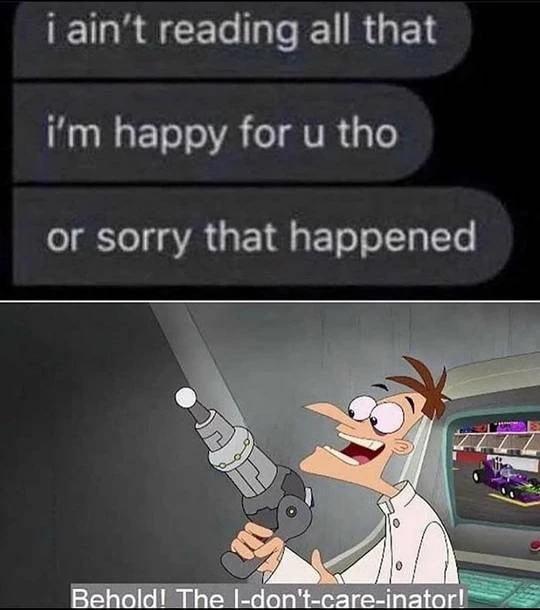 i ain't reading all that
i'm happy for u tho
or sorry that happened
Behold! The I-don't-care-inator!